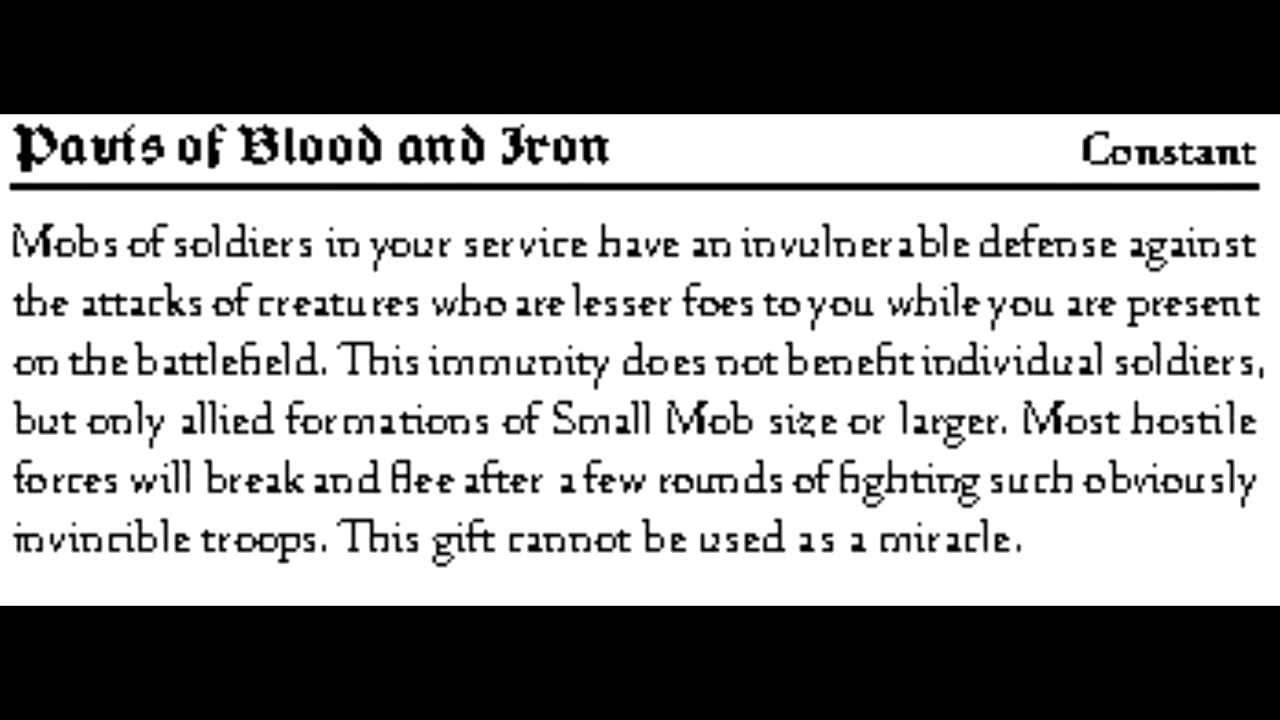 Pavis of Blood and Iron Constant
Mobs of soldiers in your service have an invulnerable defense against
the attacks of creatures who are lesser foes to you while you are present
on the battlefield. This immunity does not benefit individual soldiers,
but only allied formations of Small Mob size or larger. Most hostile
forces will break and flee after a few rounds of fighting such obviously
invincible troops. This gift cannot be used as a miracle.